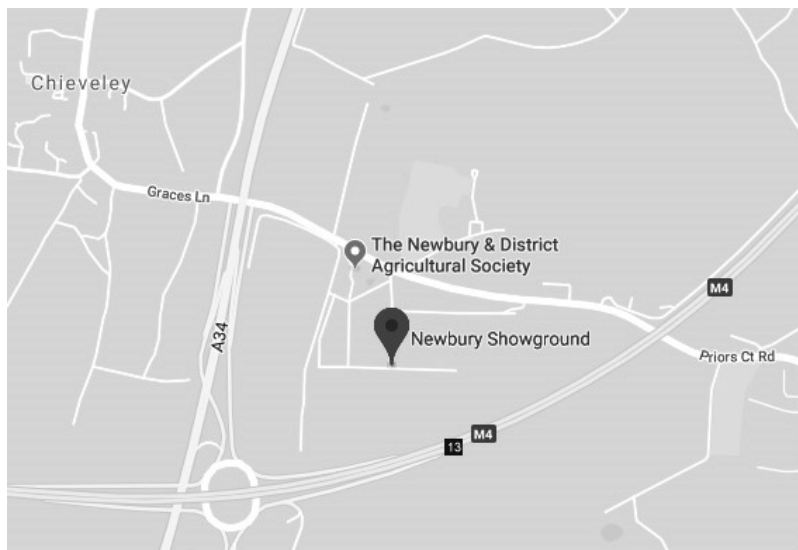 Chieveley
Graces Ln
The Newbury & District
Agricultural Society
M4
A34
Newbury Showground
Priors Ct Rd
M4
13